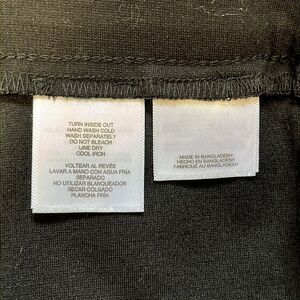 TURN INSIDE OUT
HAND WASH COLD
WASH SEPARATELY
DO NOT BLEACH
LINE DRY
COOL IRON
VOLTEAR AL REVÉS
LAVAR A MANO CON AGUA FRÍA
SEPARADO
NO UTILIZAR BLANQUEADOR
SECAR COLGADO
PLANCHA FRÍA
MADE IN BANGLADESH
HECHO EN BANGLADESH
FABRIQUÉ AU BANGLADESH